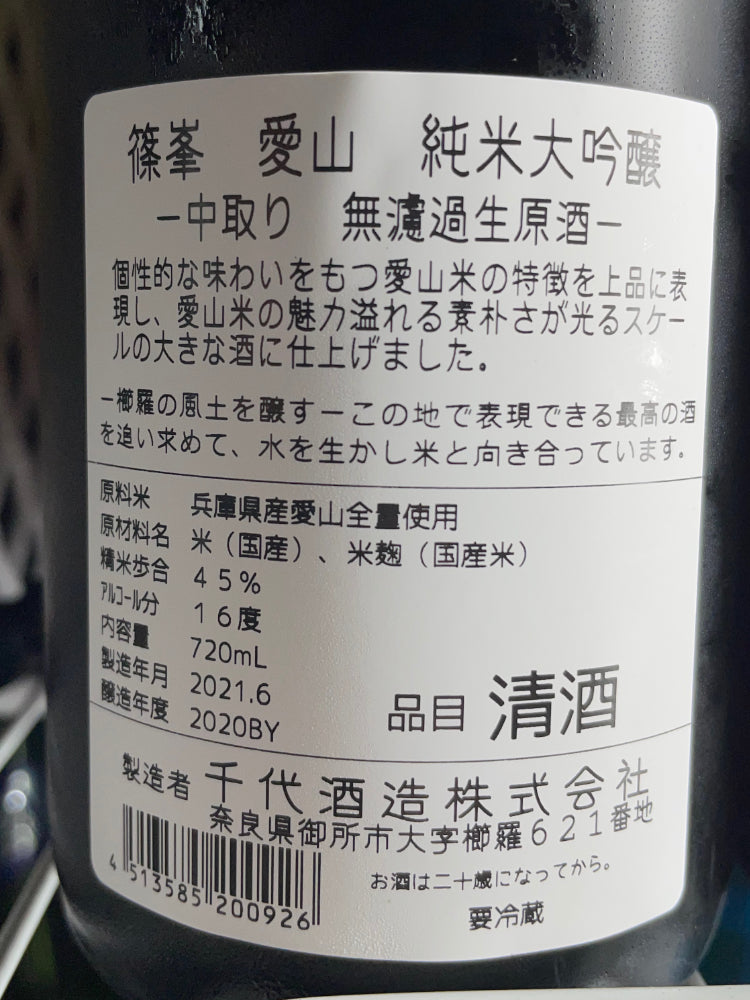 篠峯　愛山　純米大吟醸
ー中取り　無濾過生原酒ー
個性的な味わいをもつ愛山米の特徴を上品に表
現し、愛山米の魅力溢れる素朴さが光るスケー
ルの大きな酒に仕上げました。
ー櫛羅の風土を醸すーこの地で表現できる最高の酒
を追い求めて、水を生かし米と向き合っています。
原料米　兵庫県産愛山全量使用
原材料名　米（国産）、米麹（国産米）
精米歩合　４５％
アルコール分　１６度
内容量　720mL
製造年月　2021.6
醸造年度　2020BY
品目 清酒
製造者 千代酒造株式会社
奈良県御所市大字櫛羅６２１番地
4 513585 200926
お酒は二十歳になってから。
要冷蔵